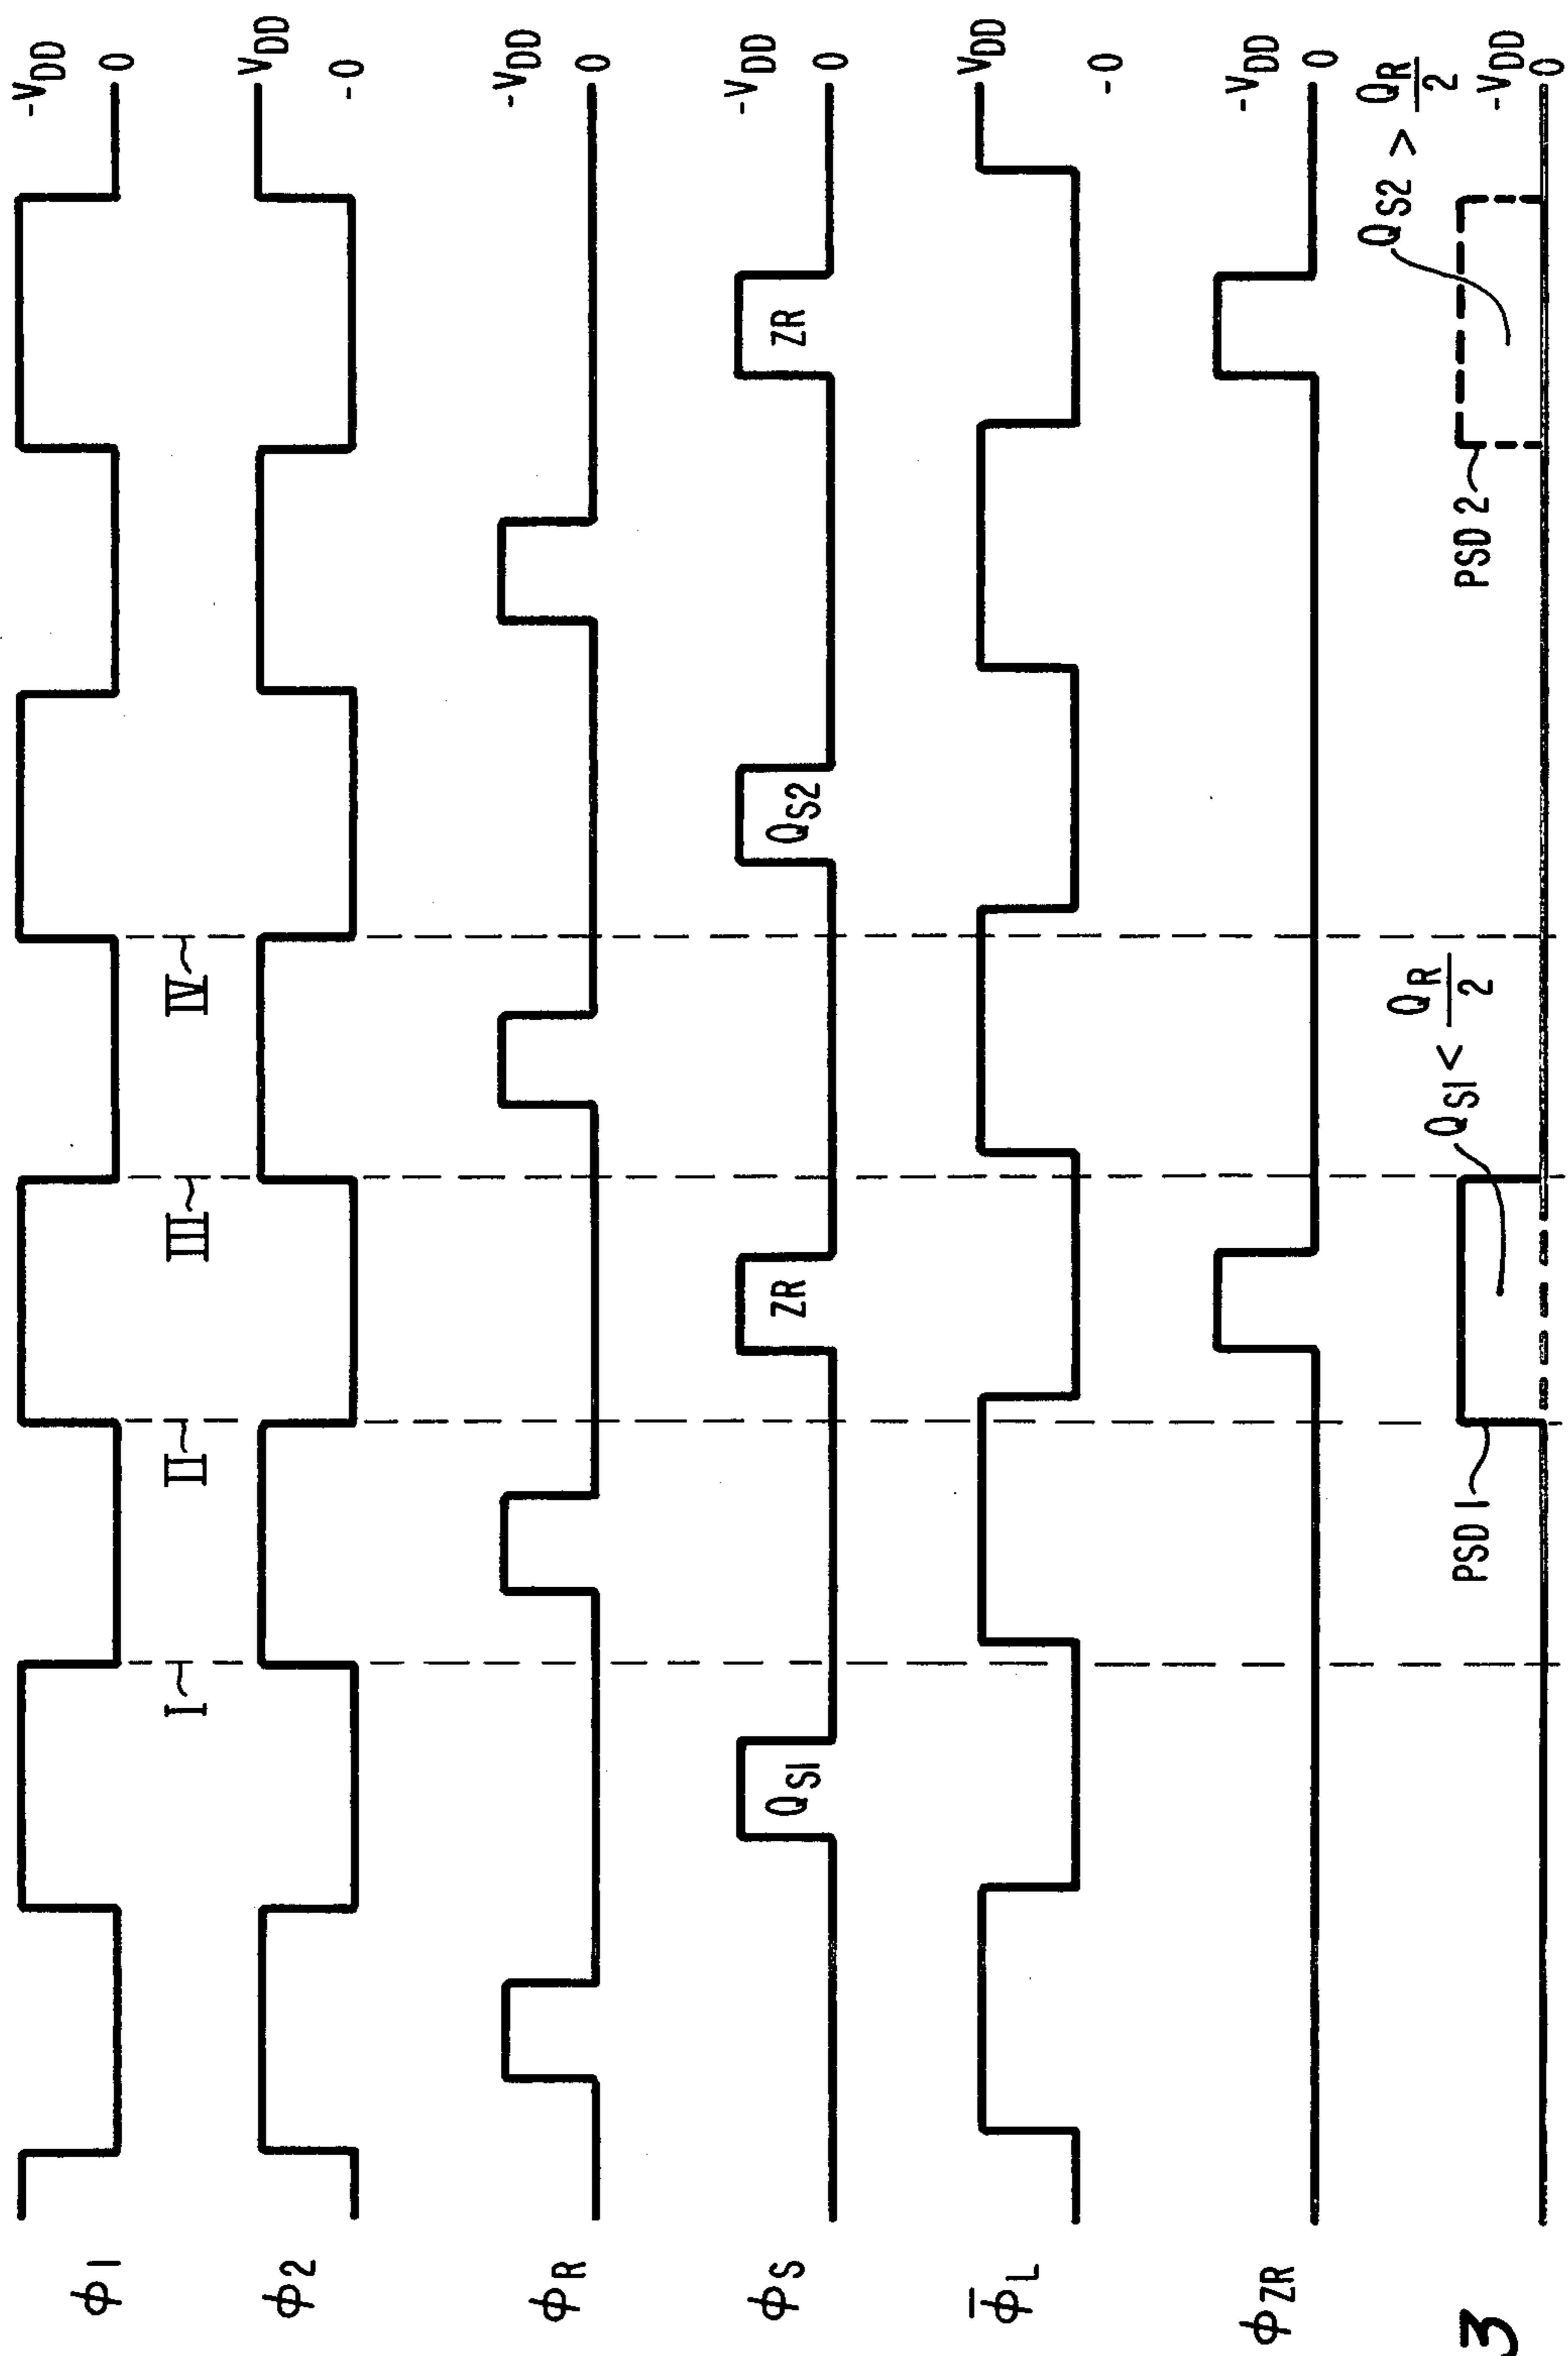 ϕ1 -VDD 0
ϕ2 VDD -0
I II III IV
ϕR -VDD 0
ϕS QS1 ZR QS2 ZR -VDD 0
ϕ̅L VDD -0
ϕZR -VDD 0
QS1 < QR/2 QS2 > QR/2
PSD 1 PSD 2 -VDD 0
3